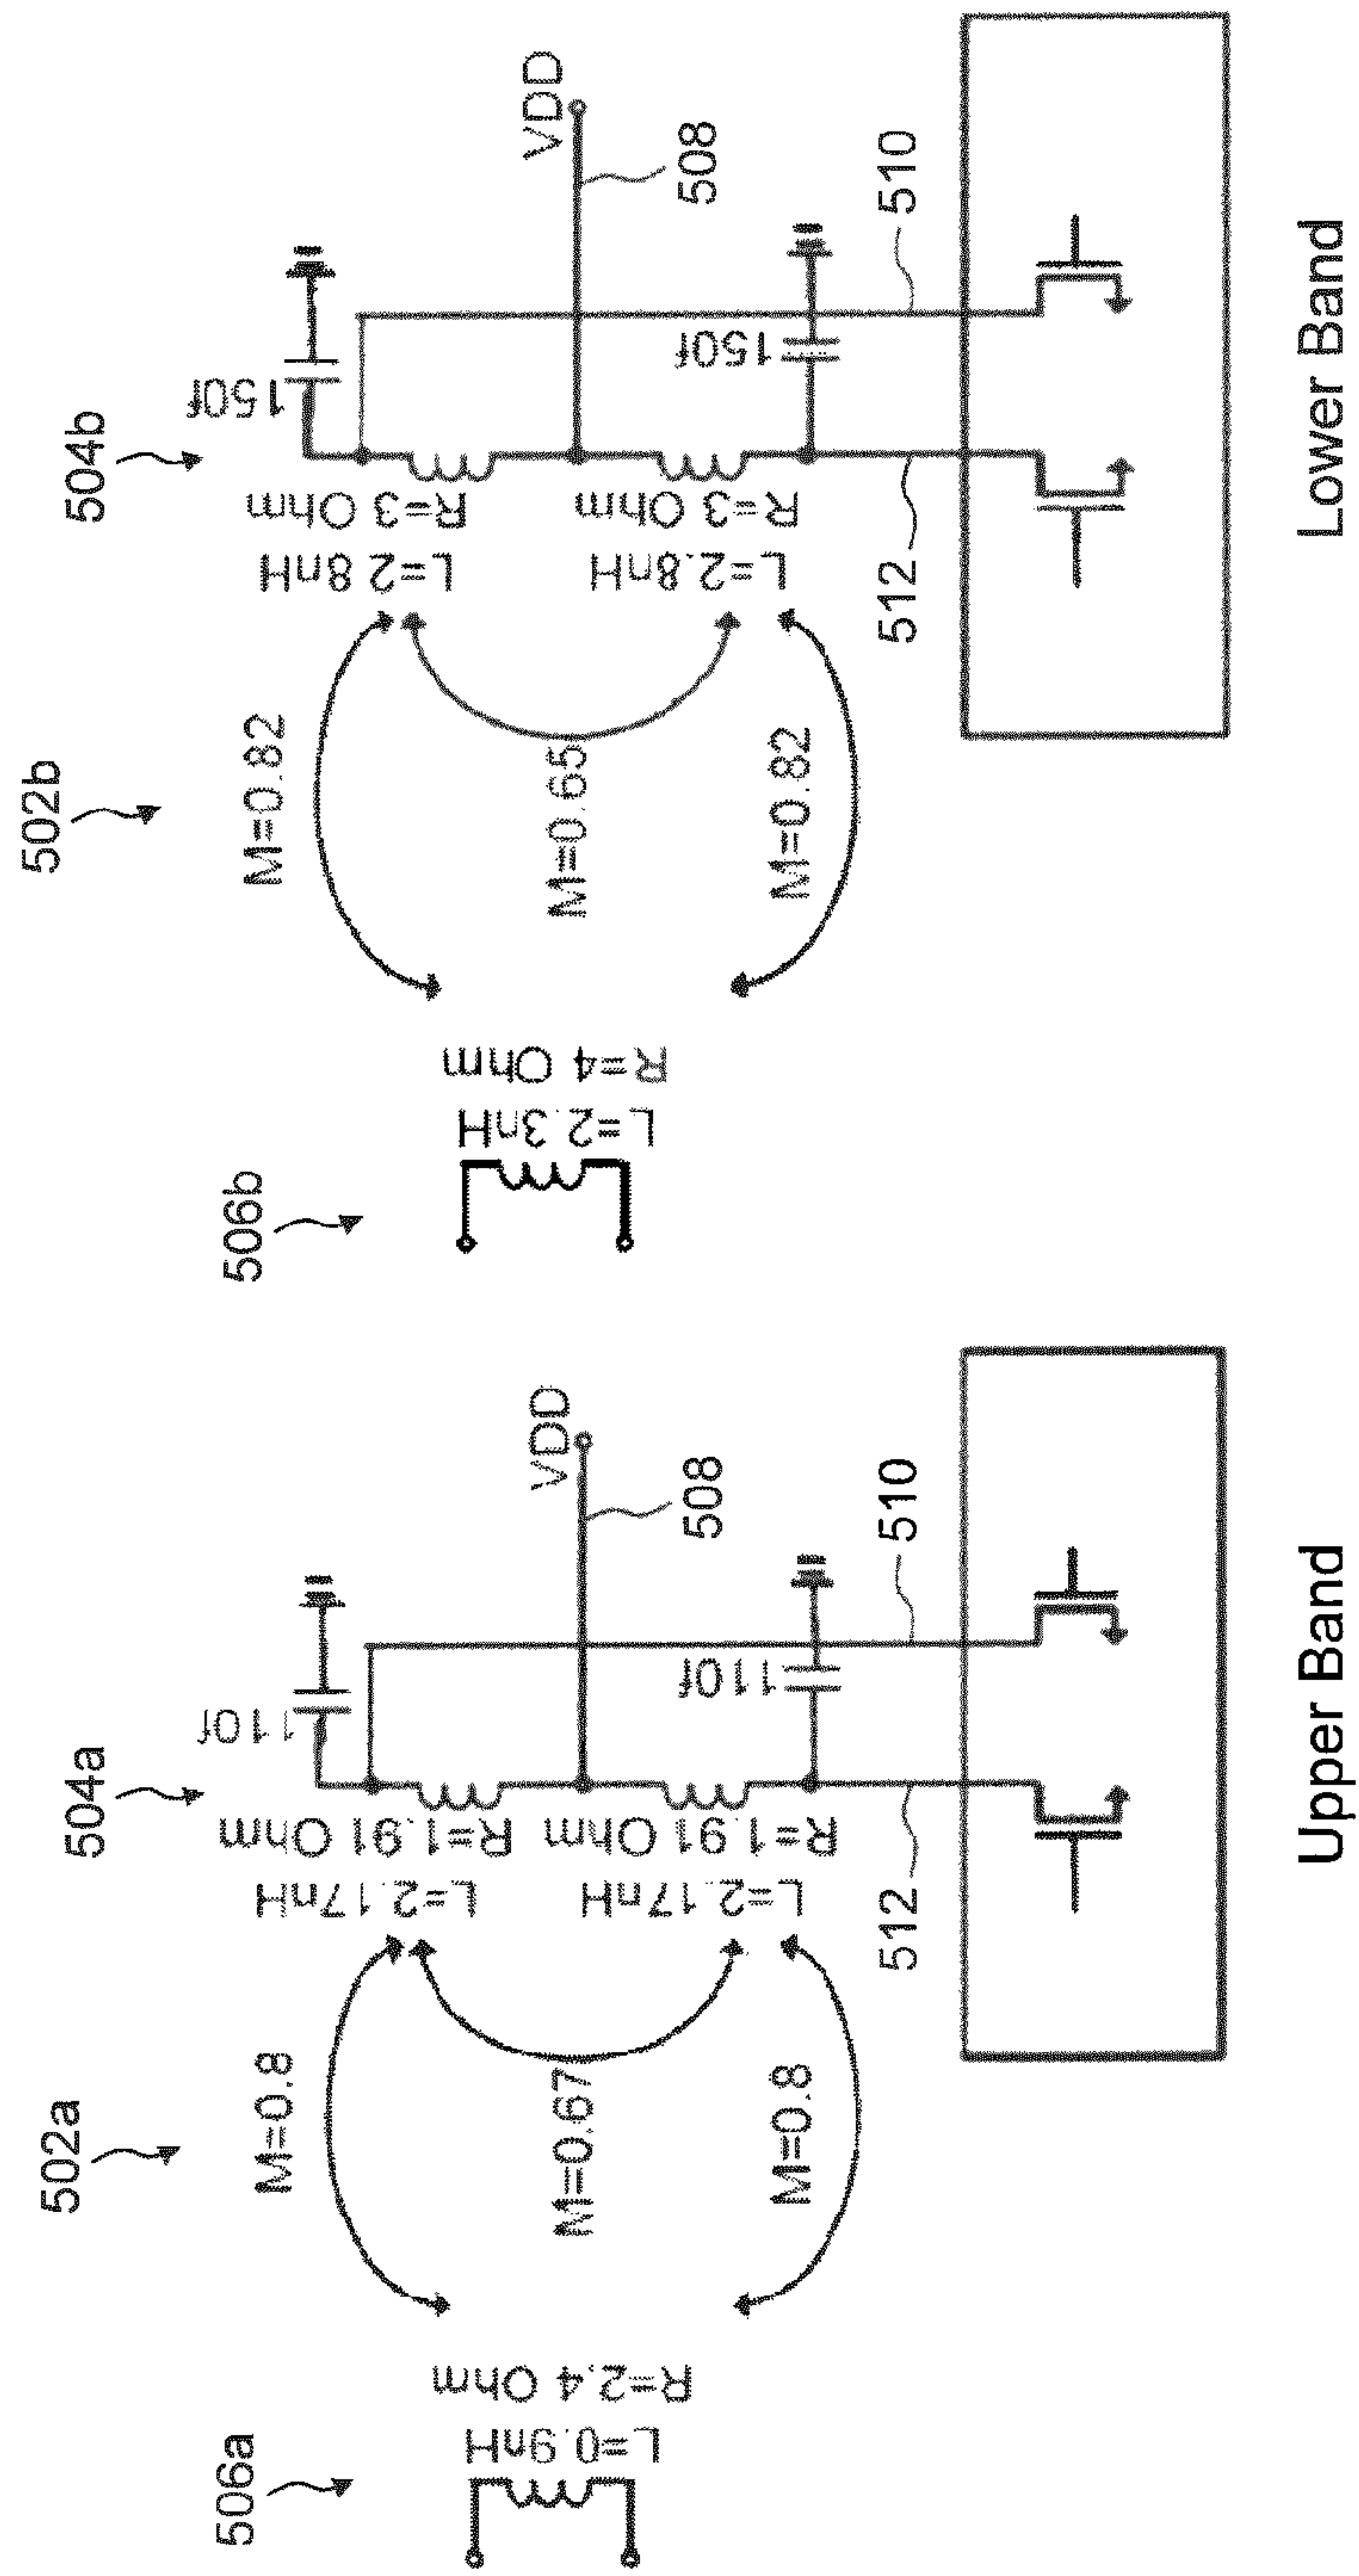 502a
504a
506a
110f
R=1.91 Ohm
L=2.17nH
M=0.8
VDD
508
M=0.67
R=2.4 Ohm
L=0.9nH
R=1.91 Ohm
L=2.17nH
110f
M=0.8
512
510
Upper Band
502b
504b
506b
150f
R=3 Ohm
L=2.8nH
M=0.82
VDD
508
M=0.65
R=4 Ohm
L=2.3nH
R=3 Ohm
L=2.8nH
150f
M=0.82
512
510
Lower Band